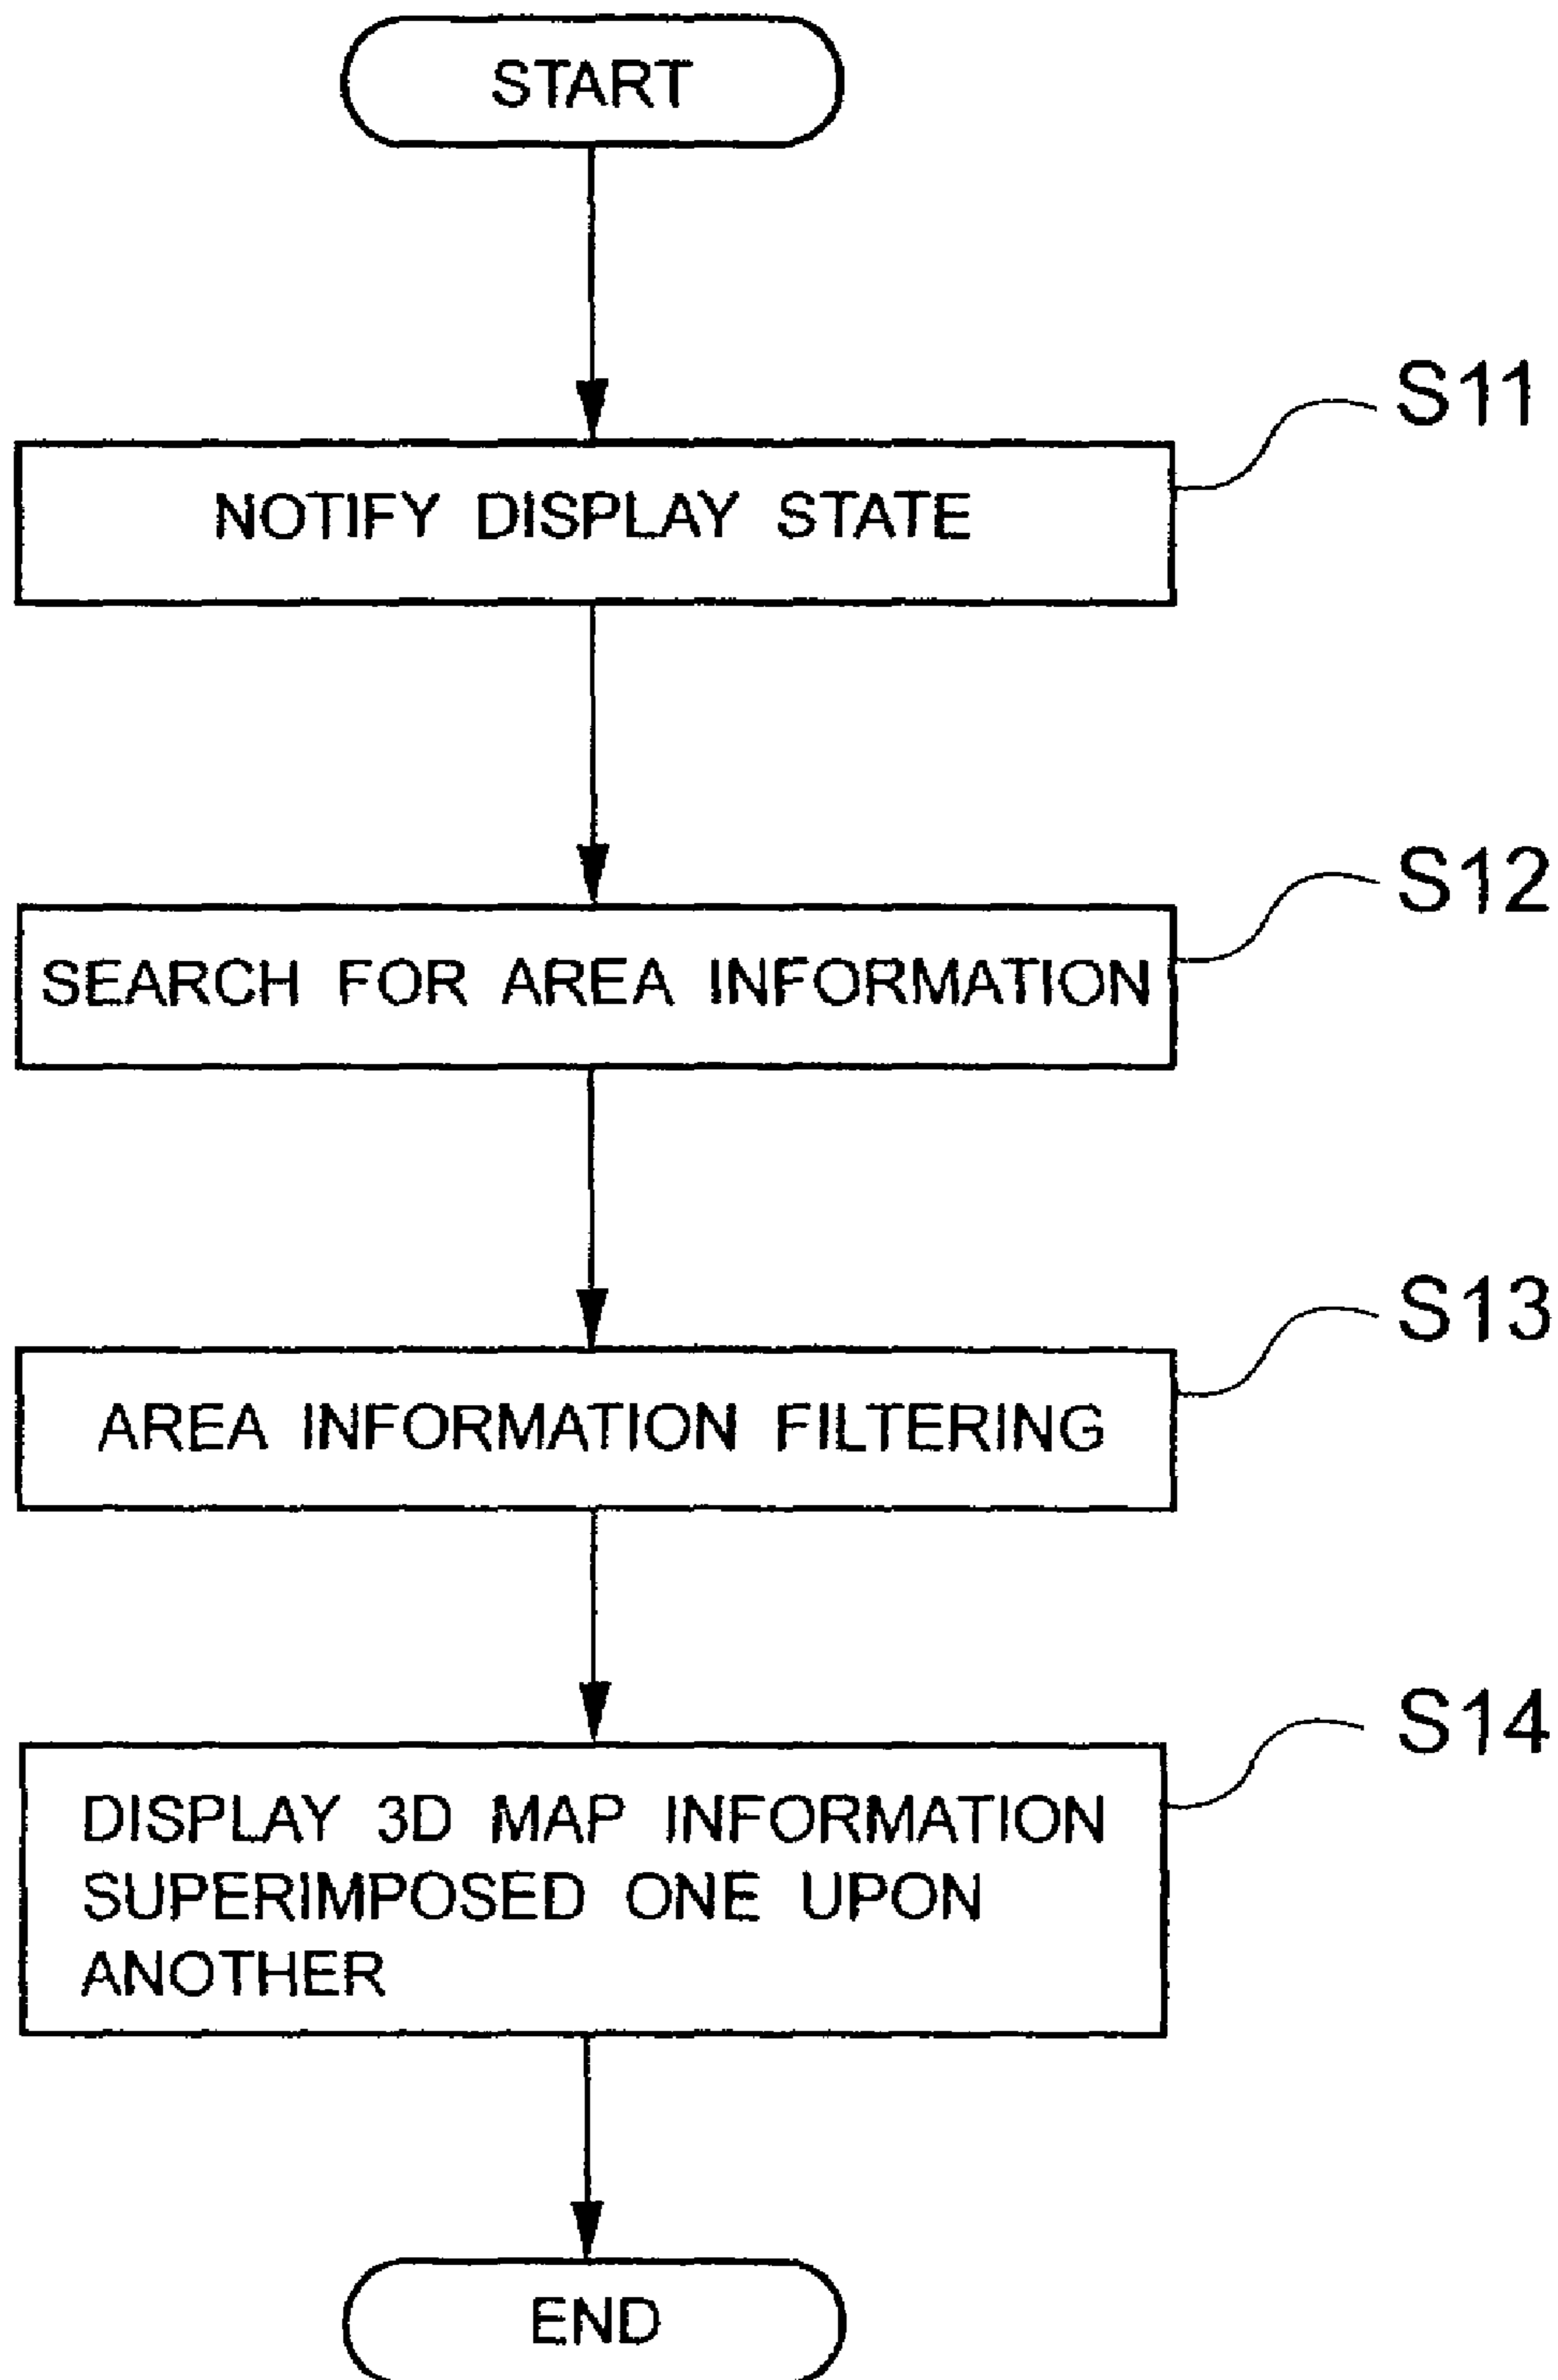 START
S11
NOTIFY DISPLAY STATE
S12
SEARCH FOR AREA INFORMATION
S13
AREA INFORMATION FILTERING
S14
DISPLAY 3D MAP INFORMATION
SUPERIMPOSED ONE UPON
ANOTHER
END